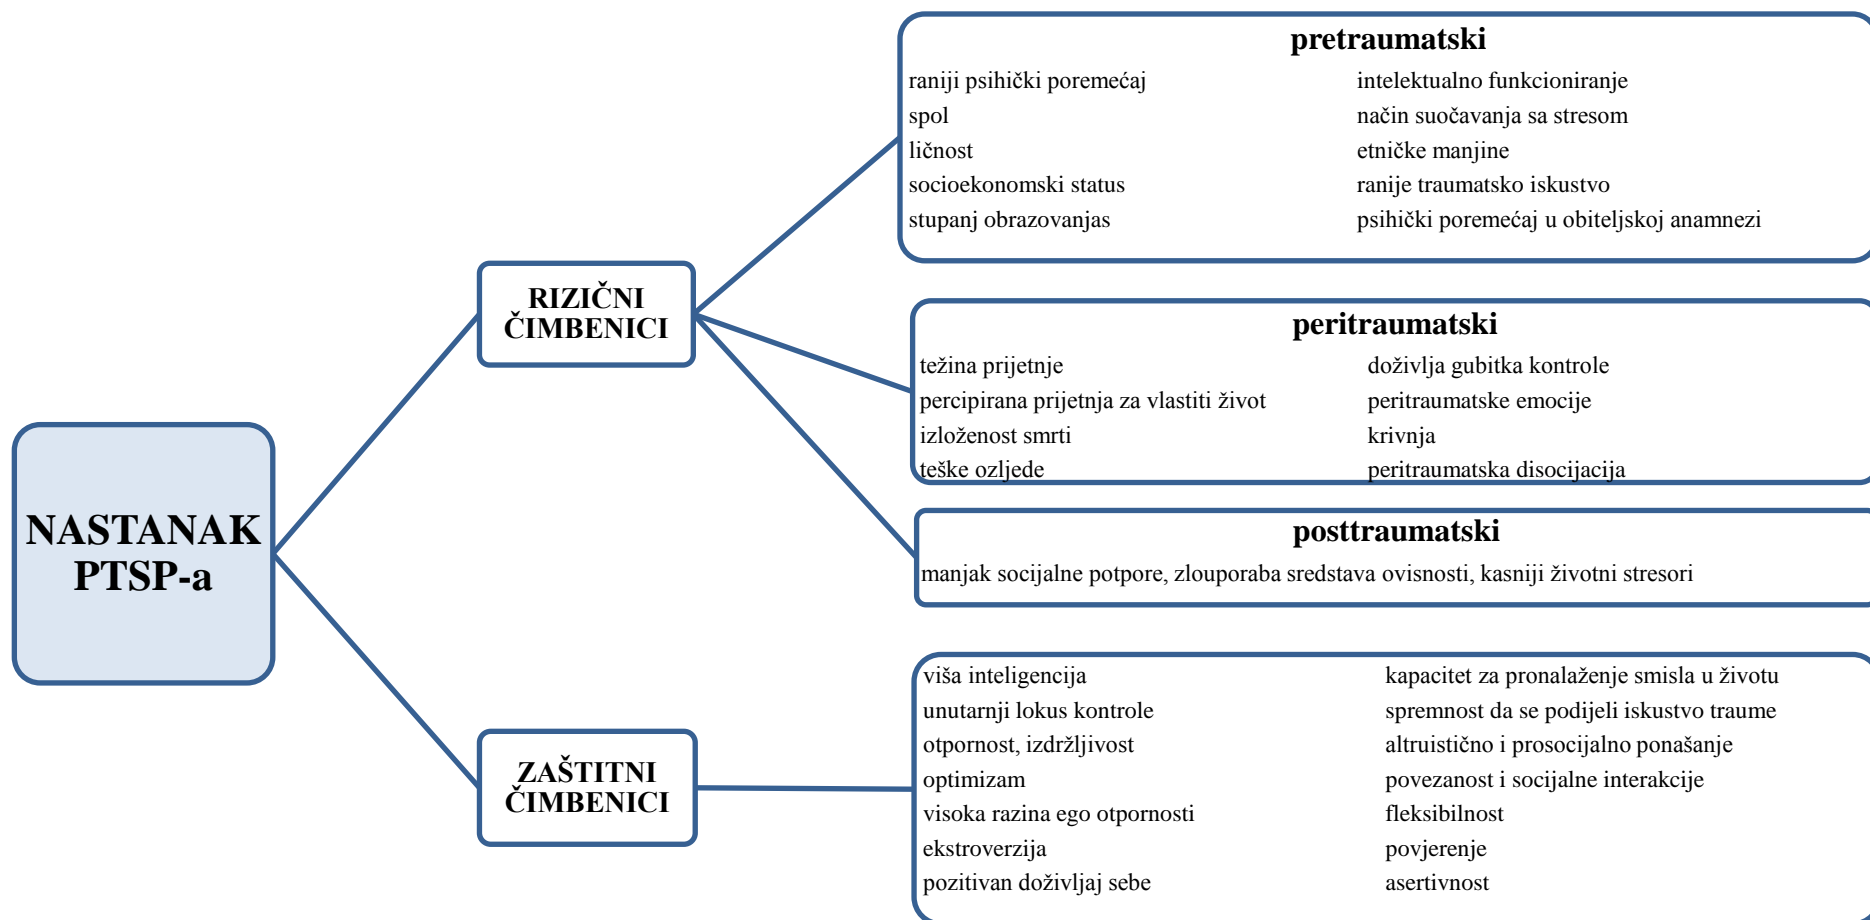 NASTANAK
PTSP-a
RIZIČNI
ČIMBENICI
pretraumatski
raniji psihički poremećaj
spol
ličnost
socioekonomski status
stupanj obrazovanjas
intelektualno funkcioniranje
način suočavanja sa stresom
etničke manjine
ranije traumatsko iskustvo
psihički poremećaj u obiteljskoj anamnezi
peritraumatski
težina prijetnje
percipirana prijetnja za vlastiti život
izloženost smrti
teške ozljede
doživlja gubitka kontrole
peritraumatske emocije
krivnja
peritraumatska disocijacija
posttraumatski
manjak socijalne potpore, zlouporaba sredstava ovisnosti, kasniji životni stresori
ZAŠTITNI
ČIMBENICI
viša inteligencija
unutarnji lokus kontrole
otpornost, izdržljivost
optimizam
visoka razina ego otpornosti
ekstroverzija
pozitivan doživljaj sebe
kapacitet za pronalaženje smisla u životu
spremnost da se podijeli iskustvo traume
altruistično i prosocijalno ponašanje
povezanost i socijalne interakcije
fleksibilnost
povjerenje
asertivnost